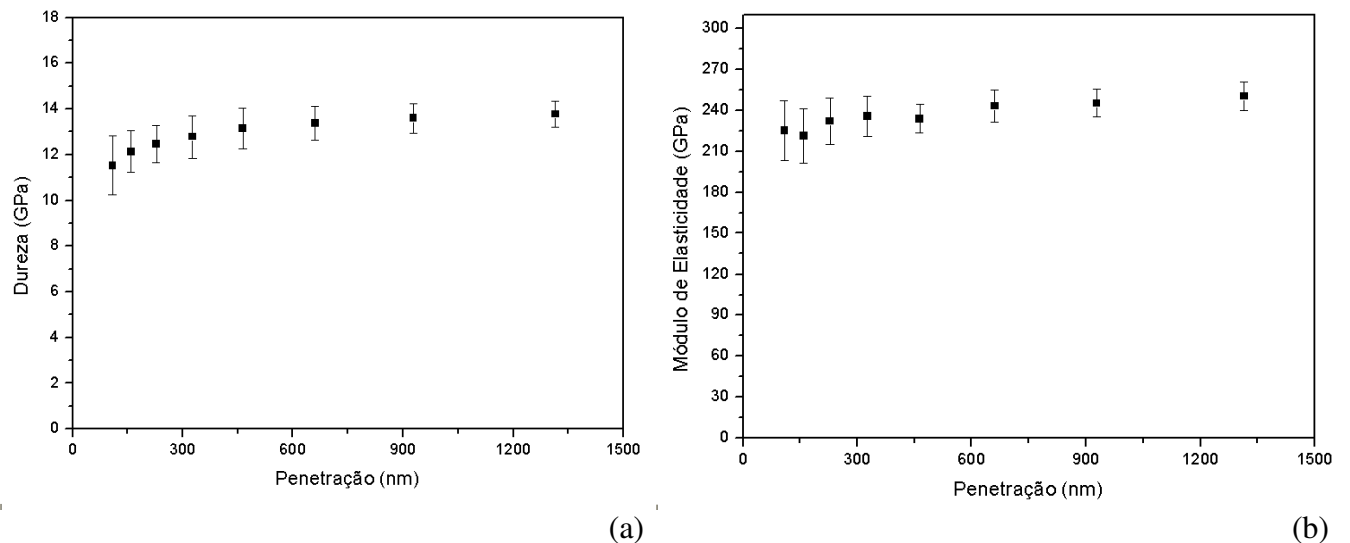 18
16
14
12
10
8
6
4
2
0
Dureza (GPa)
0 300 600 900 1200 1500
Penetração (nm)
(a)
300
270
240
210
180
150
120
90
60
30
0
Módulo de Elasticidade (GPa)
0 300 600 900 1200 1500
Penetração (nm)
(b)